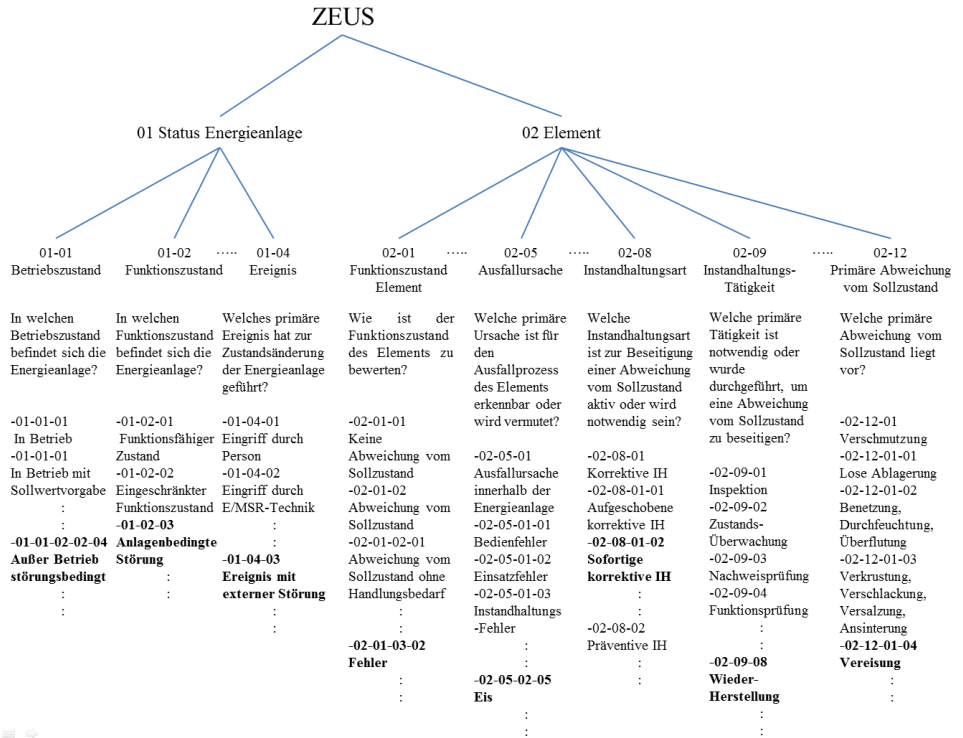 ZEUS
01 Status Energieanlage
02 Element
01-01
Betriebszustand
In welchen
Betriebszustand
befindet sich die
Energieanlage?
-01-01-01
In Betrieb
-01-01-01
In Betrieb mit
Sollwertvorgabe
:
:
-01-01-02-02-04
Außer Betrieb
störungsbedingt
:
:
01-02
Funktionszustand
In welchen
Funktionszustand
befindet sich die
Energieanlage?
-01-02-01
Funktionsfähiger
Zustand
-01-02-02
Eingeschränkter
Funktionszustand
-01-02-03
Anlagenbedingte
Störung
:
:
.....
01-04
Ereignis
Welches primäre
Ereignis hat zur
Zustandsänderung
der Energieanlage
geführt?
-01-04-01
Eingriff durch
Person
-01-04-02
Eingriff durch
E/MSR-Technik
:
:
-01-04-03
Ereignis mit
externer Störung
:
:
02-01
Funktionszustand
Element
Wie ist der
Funktionszustand
des Elements zu
bewerten?
-02-01-01
Keine
Abweichung vom
Sollzustand
-02-01-02
Abweichung vom
Sollzustand
-02-01-02-01
Abweichung vom
Sollzustand ohne
Handlungsbedarf
:
:
-02-01-03-02
Fehler
:
:
.....
02-05
Ausfallursache
Welche primäre
Ursache ist für
den
Ausfallprozess
des Elements
erkennbar oder
wird vermutet?
-02-05-01
Ausfallursache
innerhalb der
Energieanlage
-02-05-01-01
Bedienfehler
-02-05-01-02
Einsatzfehler
-02-05-01-03
Instandhaltungs
-Fehler
:
:
-02-05-02-05
Eis
:
:
.....
02-08
Instandhaltungsart
Welche
Instandhaltungsart
ist zur Beseitigung
einer Abweichung
vom Sollzustand
aktiv oder wird
notwendig sein?
-02-08-01
Korrektive IH
-02-08-01-01
Aufgeschobene
korrektive IH
-02-08-01-02
Sofortige
korrektive IH
:
:
-02-08-02
Präventive IH
:
:
02-09
Instandhaltungs-
Tätigkeit
Welche primäre
Tätigkeit ist
notwendig oder
wurde
durchgeführt, um
eine Abweichung
vom Sollzustand
zu beseitigen?
-02-09-01
Inspektion
-02-09-02
Zustands-
Überwachung
-02-09-03
Nachweisprüfung
-02-09-04
Funktionsprüfung
:
:
-02-09-08
Wieder-
Herstellung
:
:
.....
02-12
Primäre Abweichung
vom Sollzustand
Welche primäre
Abweichung vom
Sollzustand liegt
vor?
-02-12-01
Verschmutzung
-02-12-01-01
Lose Ablagerung
-02-12-01-02
Benetzung,
Durchfeuchtung,
Überflutung
-02-12-01-03
Verkrustung,
Verschlackung,
Versalzung,
Ansinterung
-02-12-01-04
Vereisung
:
: